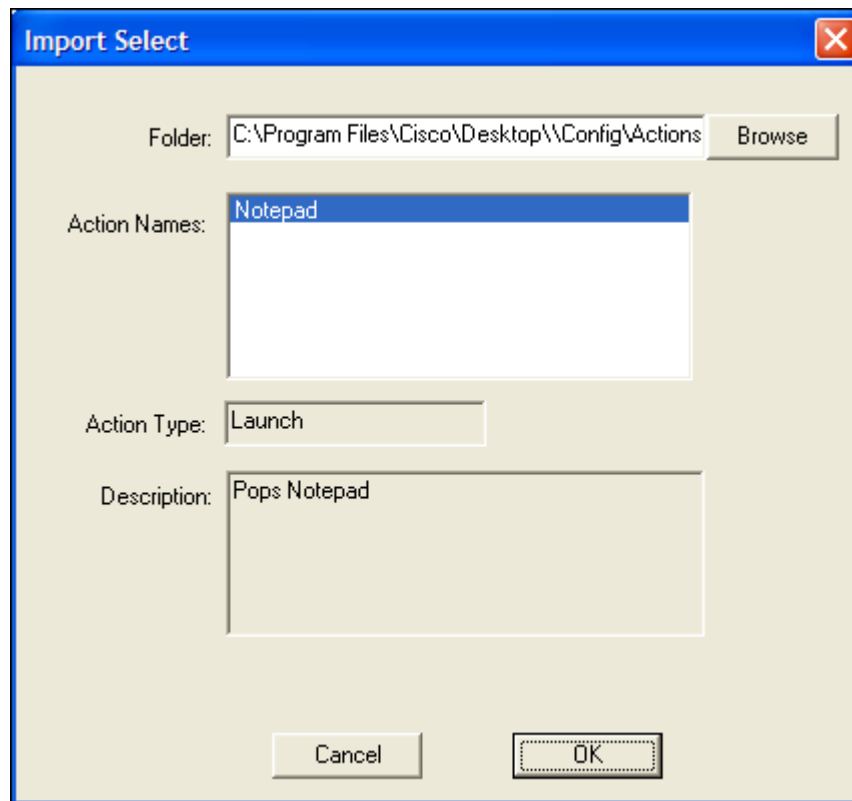 Import Select
Folder: C:\Program Files\Cisco\Desktop\\Config\Actions Browse
Action Names: Notepad
Action Type: Launch
Description: Pops Notepad
Cancel OK